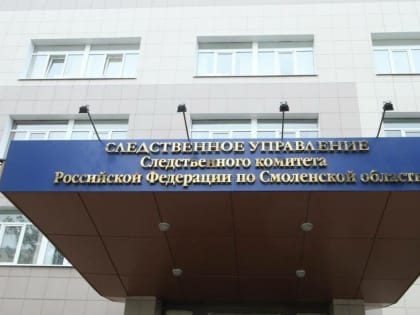 СЛЕДСТВЕННОЕ УПРАВЛЕНИЕ
Следственного комитета
Российской Федерации по Смоленской области